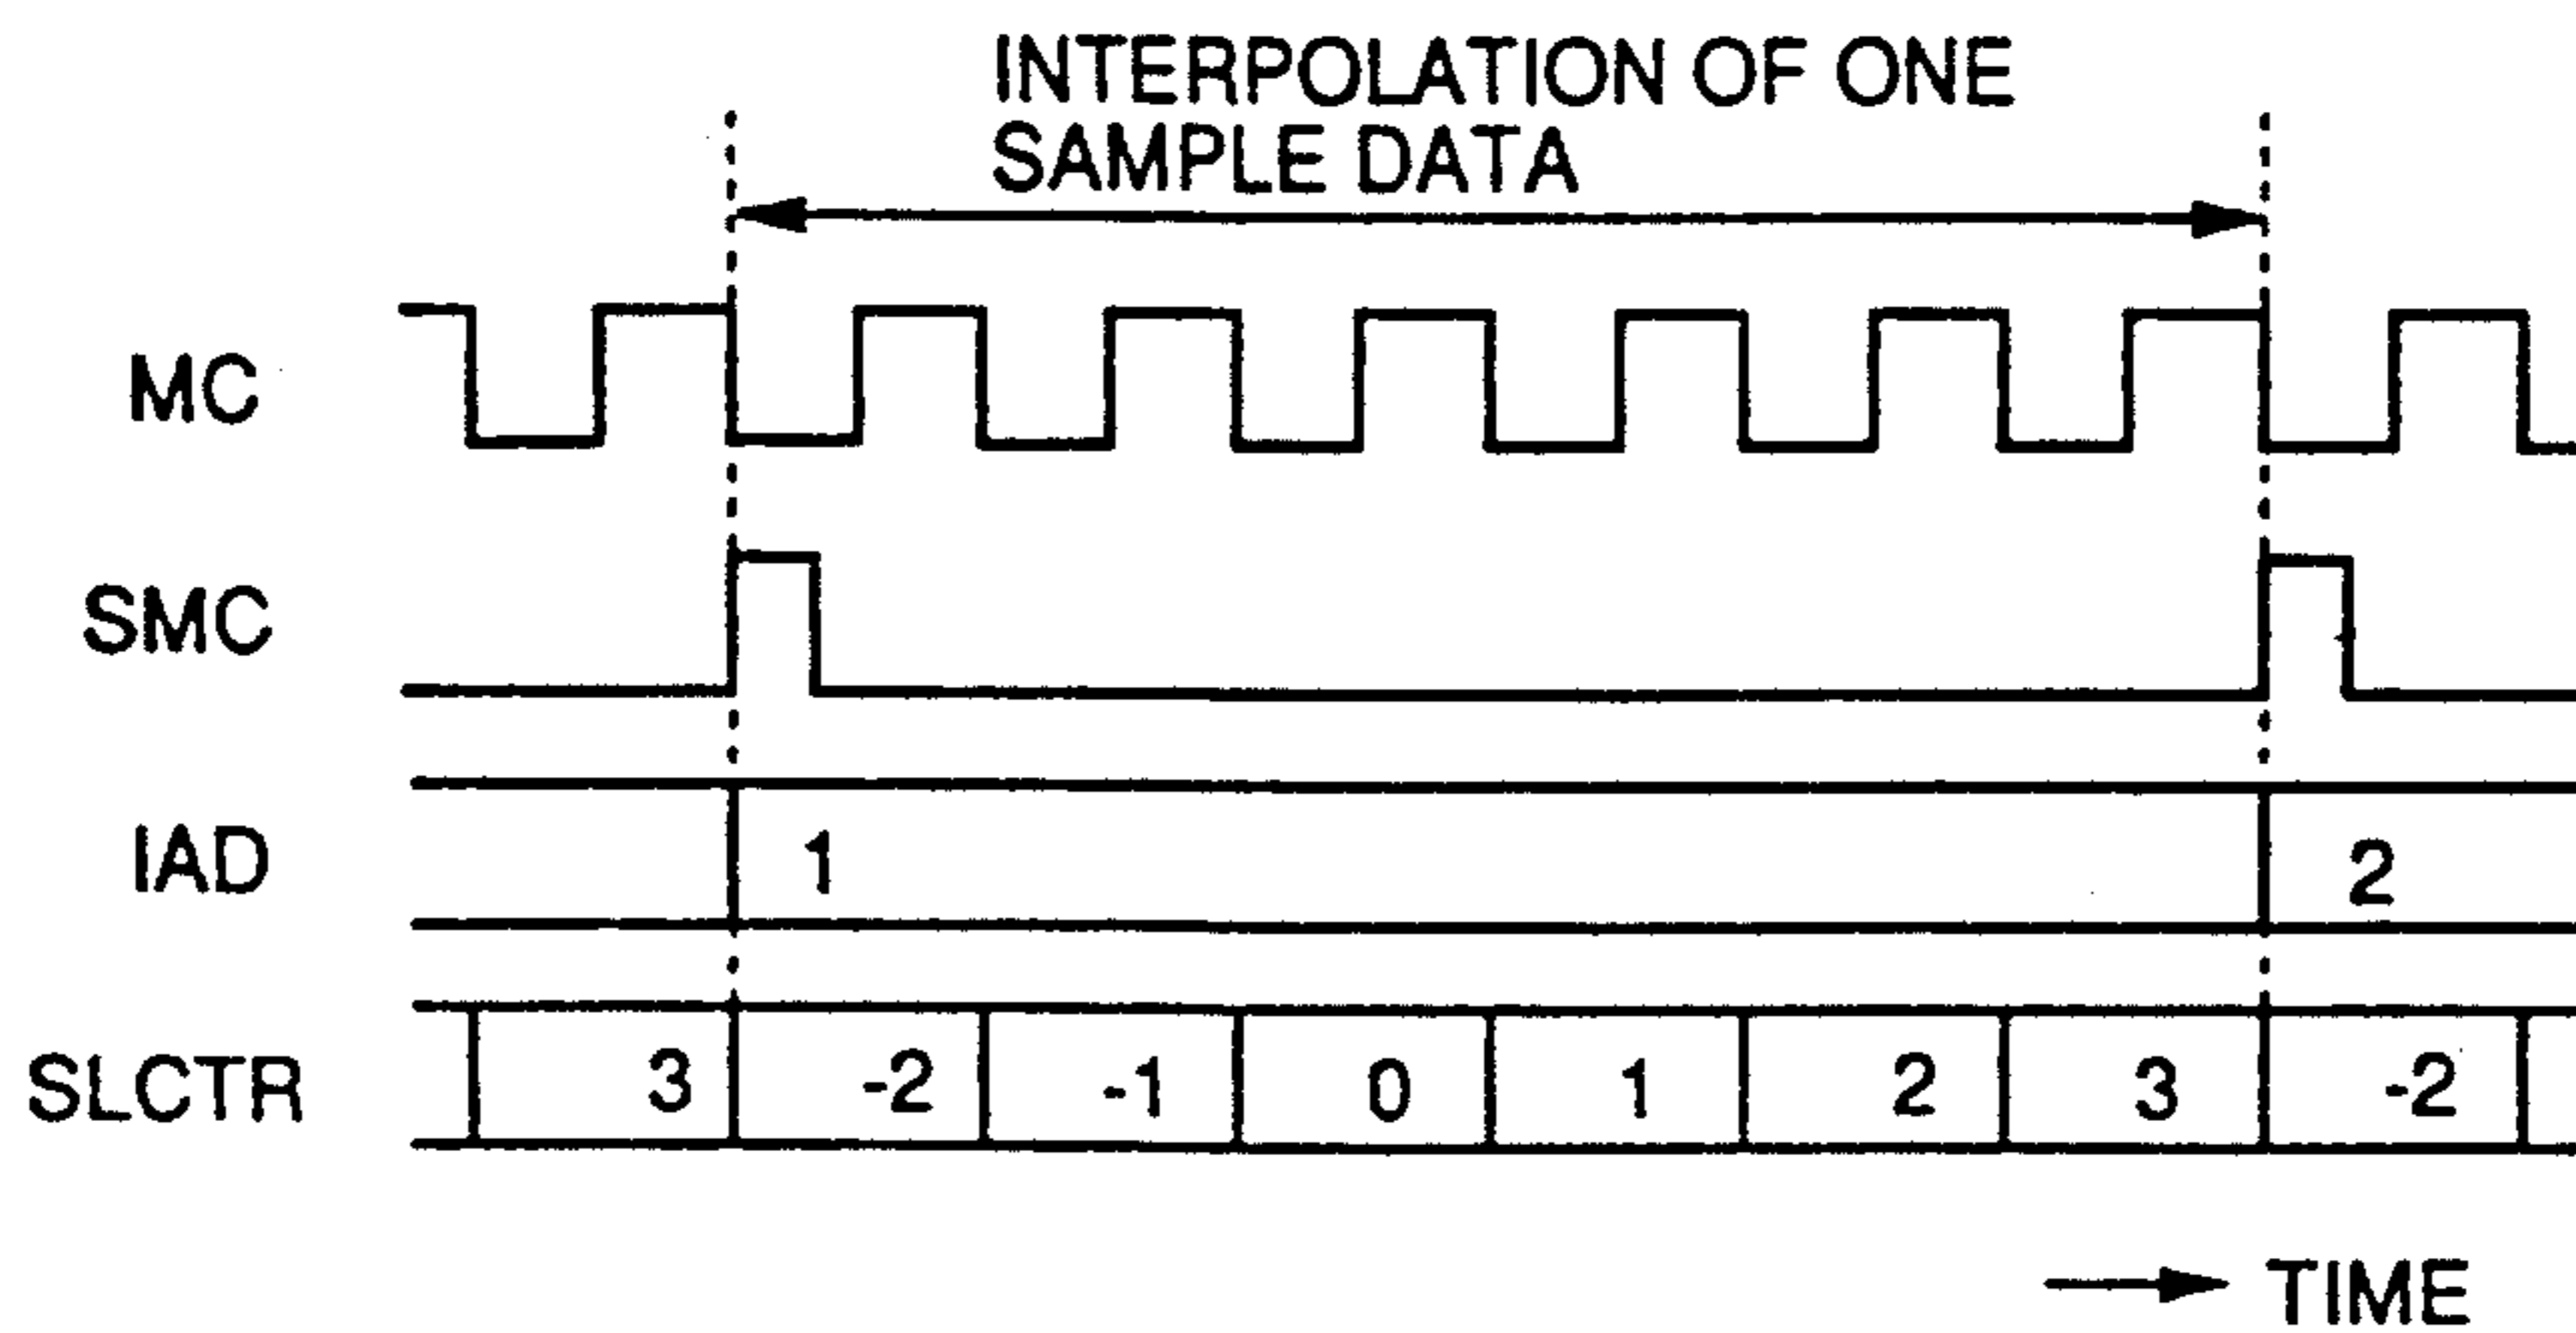 INTERPOLATION OF ONE
SAMPLE DATA
MC
SMC
IAD 1 2
SLCTR 3 -2 -1 0 1 2 3 -2
TIME